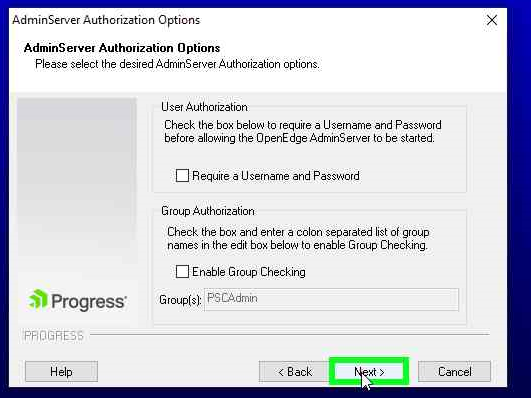 AdminServer Authorization Options
AdminServer Authorization Options
Please select the desired AdminServer Authorization options.
User Authorization
Check the box below to require a Username and Password
before allowing the OpenEdge AdminServer to be started.
Require a Username and Password
Group Authorization
Check the box and enter a colon separated list of group
names in the edit box below to enable Group Checking.
Enable Group Checking
Group(s): PSCAdmin
Progress®
PROGRESS
Help
< Back
Next >
Cancel